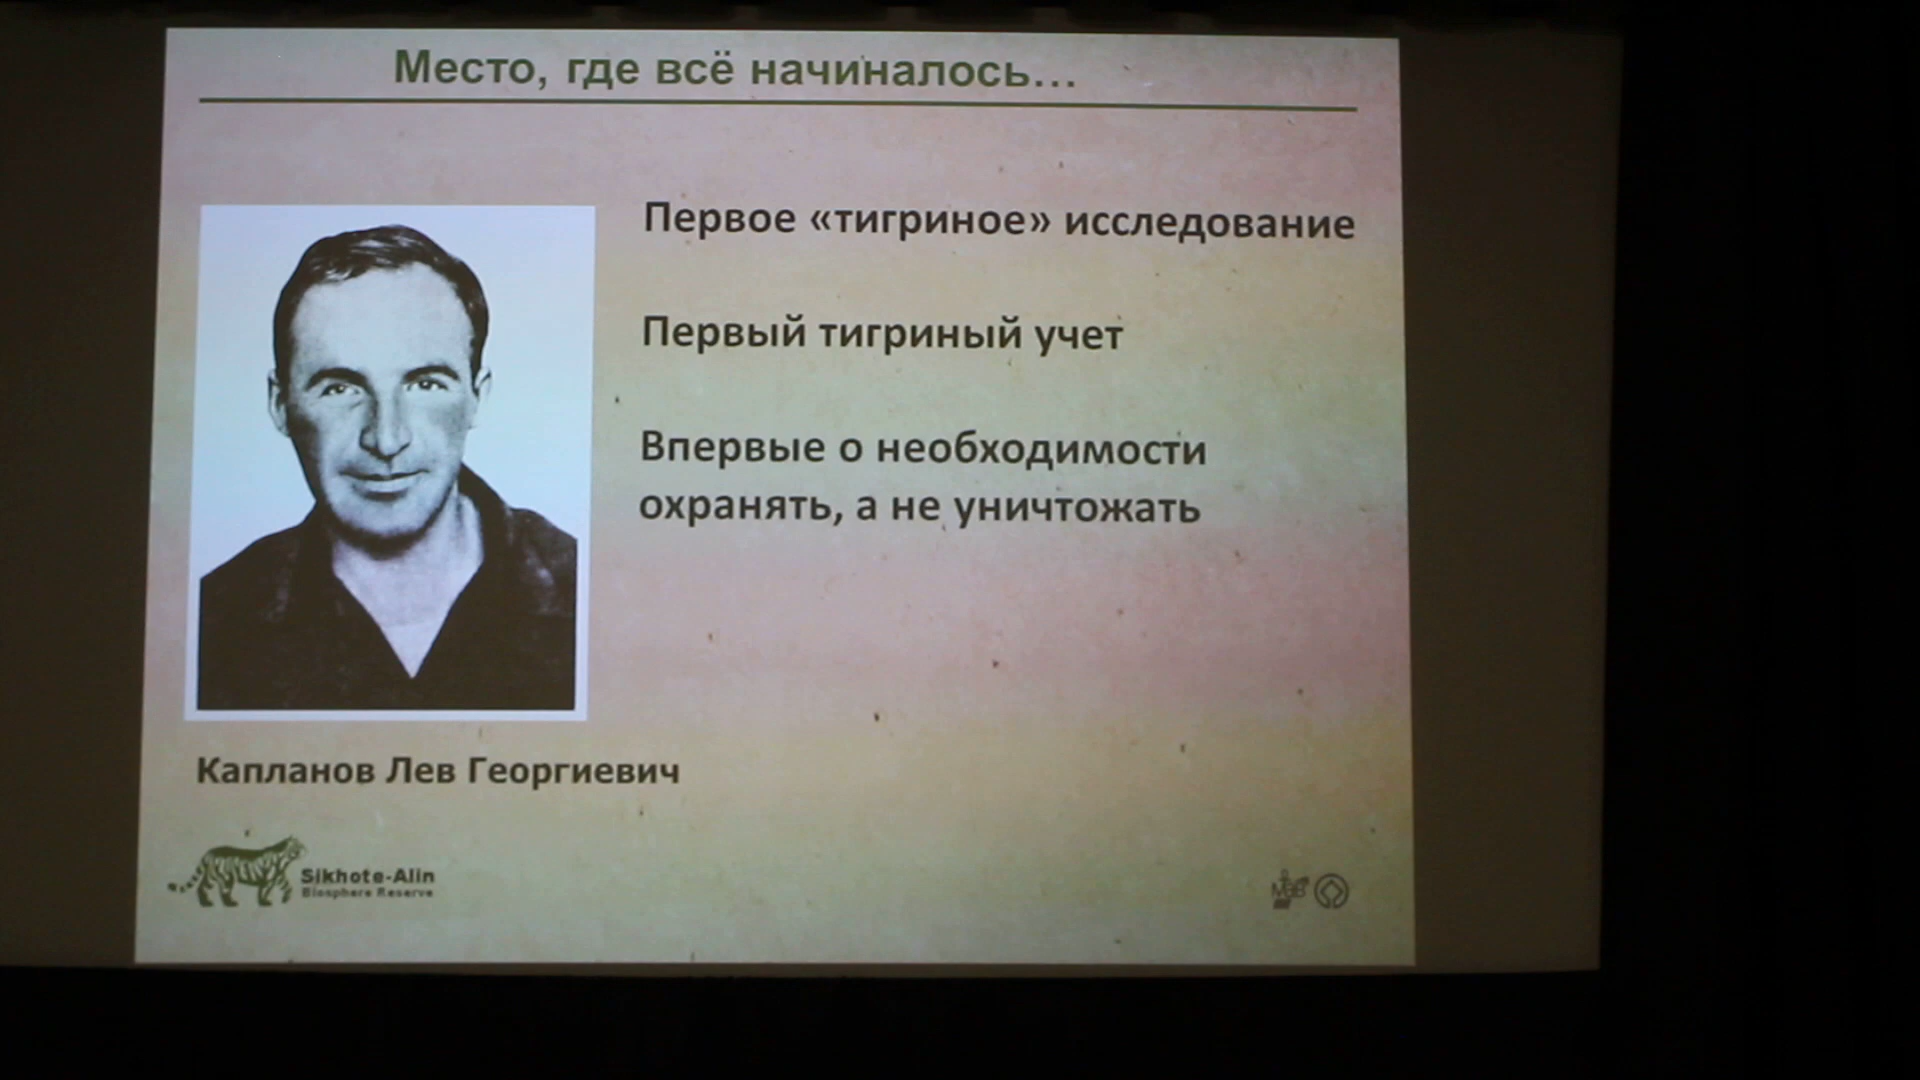 Место, где всё начиналось...
Первое «тигриное» исследование
Первый тигриный учет
Впервые о необходимости
охранять, а не уничтожать
Капланов Лев Георгиевич
Sikhote-Alin
Biosphere Reserve